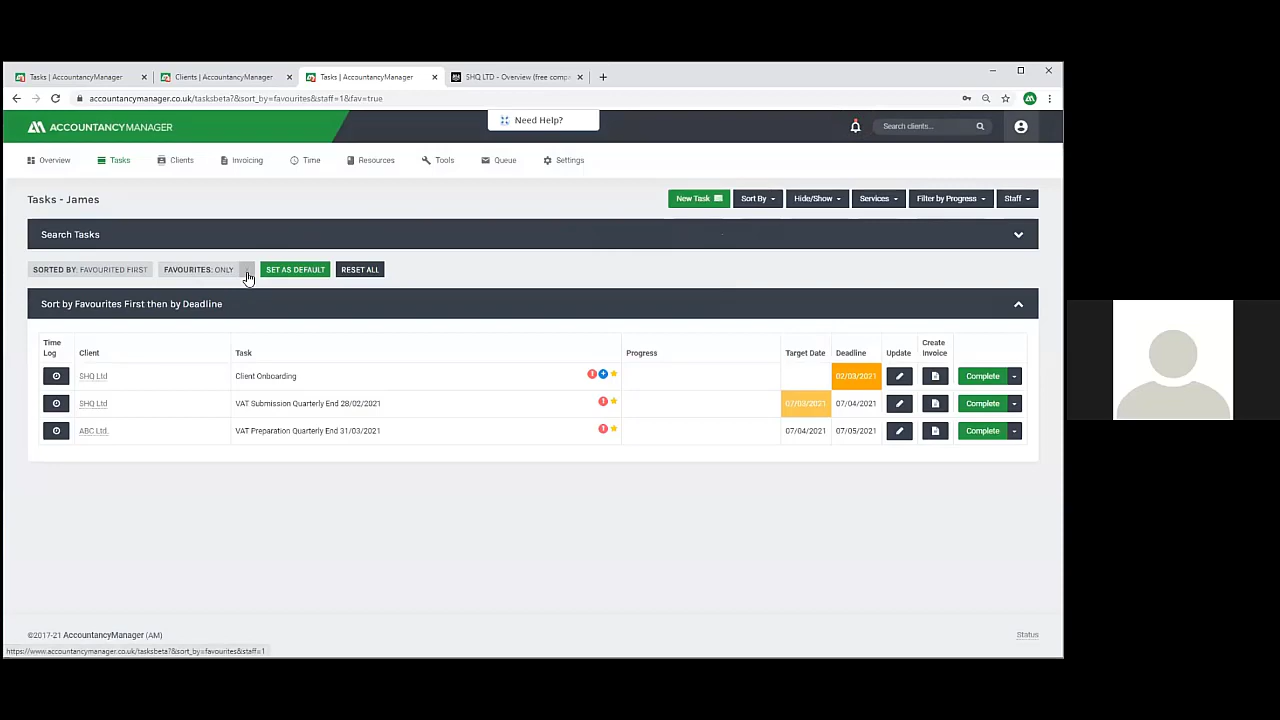 Tasks | AccountancyManager
Clients | AccountancyManager
Tasks | AccountancyManager
SHQ LTD - Overview (free comp
accountancymanager.co.uk/tasksbeta?&sort_by=favourites&staff=1&fav=true
ACCOUNTANCYMANAGER
Need Help?
Search clients...
Overview
Tasks
Clients
Invoicing
Time
Resources
Tools
Queue
Settings
Tasks - James
New Task
Sort By
Hide/Show
Services
Filter by Progress
Staff
Search Tasks
SORTED BY: FAVOURITED FIRST
FAVOURITES: ONLY
SET AS DEFAULT
RESET ALL
Sort by Favourites First then by Deadline
Time Log Client Task Progress Target Date Deadline Update Create Invoice
SHQ Ltd Client Onboarding 02/03/2021 Complete
SHQ Ltd VAT Submission Quarterly End 28/02/2021 07/03/2021 07/04/2021 Complete
ABC Ltd. VAT Preparation Quarterly End 31/03/2021 07/04/2021 07/05/2021 Complete
©2017-21 AccountancyManager (AM)
Status
https://www.accountancymanager.co.uk/tasksbeta?&sort_by=favourites&staff=1